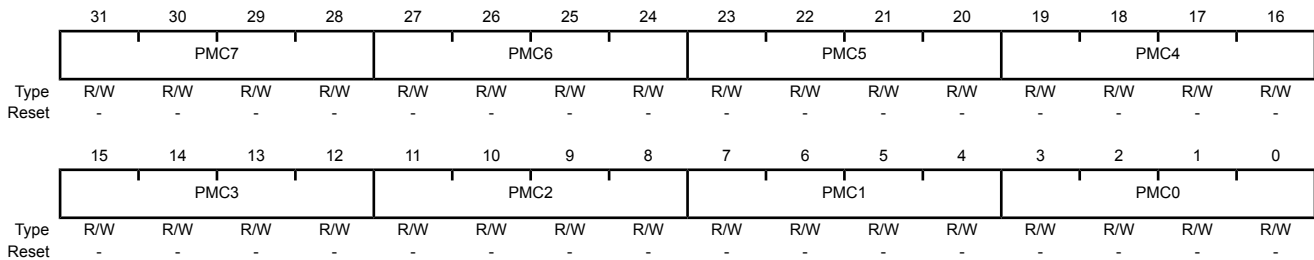 31 30 29 28 27 26 25 24 23 22 21 20 19 18 17 16
PMC7 PMC6 PMC5 PMC4
Type R/W R/W R/W R/W R/W R/W R/W R/W R/W R/W R/W R/W R/W R/W R/W R/W
Reset - - - - - - - - - - - - - - - -
15 14 13 12 11 10 9 8 7 6 5 4 3 2 1 0
PMC3 PMC2 PMC1 PMC0
Type R/W R/W R/W R/W R/W R/W R/W R/W R/W R/W R/W R/W R/W R/W R/W R/W
Reset - - - - - - - - - - - - - - - -